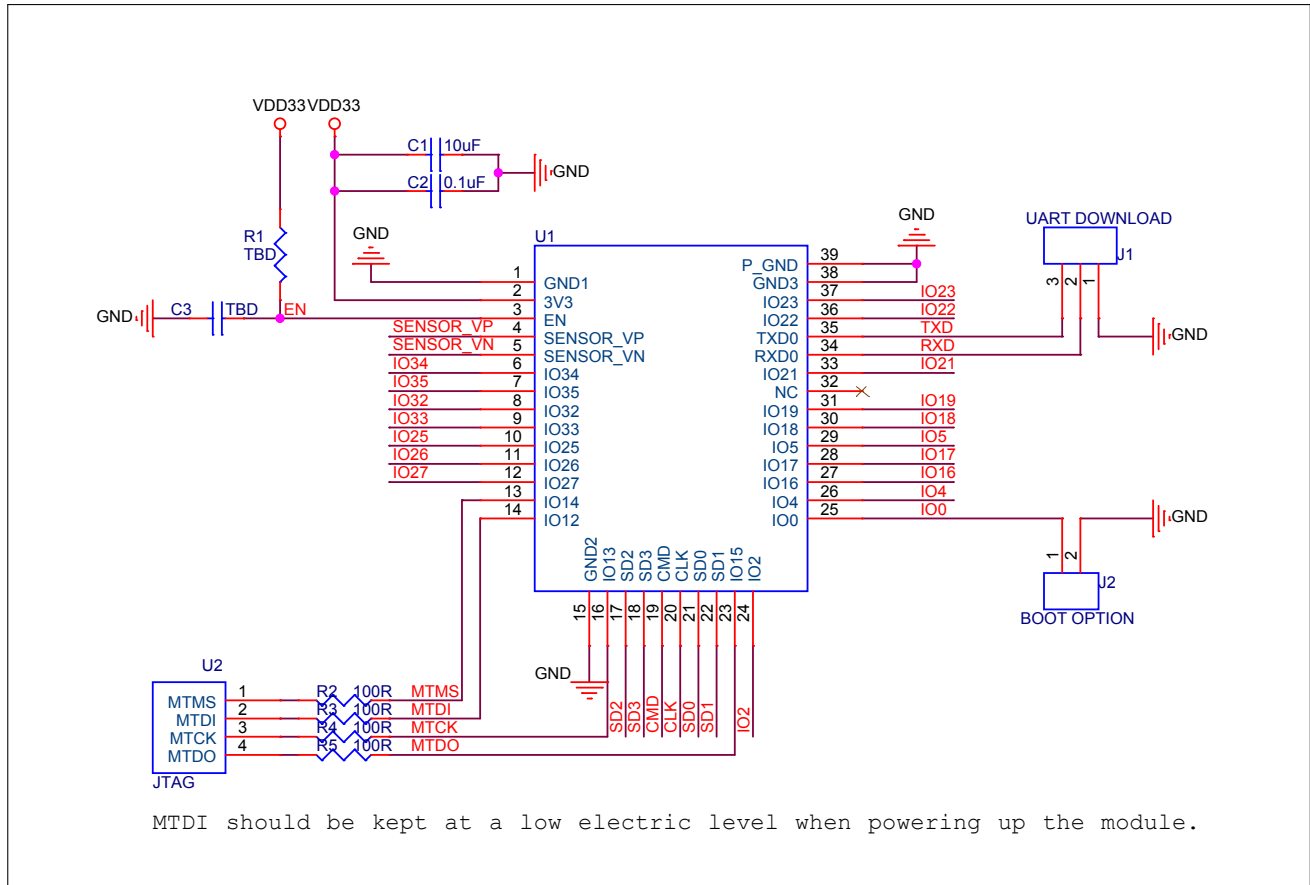 VDD33 VDD33
C1 10uF
C2 0.1uF
GND
R1
TBD
GND
C3 TBD EN
GND
U1
1 GND1
2 3V3
3 EN
SENSOR_VP 4 SENSOR_VP
SENSOR_VN 5 SENSOR_VN
IO34 6 IO34
IO35 7 IO35
IO32 8 IO32
IO33 9 IO33
IO25 10 IO25
IO26 11 IO26
IO27 12 IO27
13 IO14
14 IO12
GND
P_GND 39
GND3 38
IO23 37 IO23
IO22 36 IO22
TXD0 35 TXD
RXD0 34 RXD
IO21 33 IO21
NC 32
IO19 31 IO19
IO18 30 IO18
IO5 29 IO5
IO17 28 IO17
IO16 27 IO16
IO4 26 IO4
IO0 25 IO0
UART DOWNLOAD
J1
3 2 1
GND
GND
1 2
J2
BOOT OPTION
GND2 IO13 SD2 SD3 CMD CLK SD0 SD1 IO15 IO2
15 16 17 18 19 20 21 22 23 24
GND
SD2 SD3 CMD CLK SD0 SD1 IO2
U2
MTMS 1 R2 100R MTMS
MTDI 2 R3 100R MTDI
MTCK 3 R4 100R MTCK
MTDO 4 R5 100R MTDO
JTAG
MTDI should be kept at a low electric level when powering up the module.